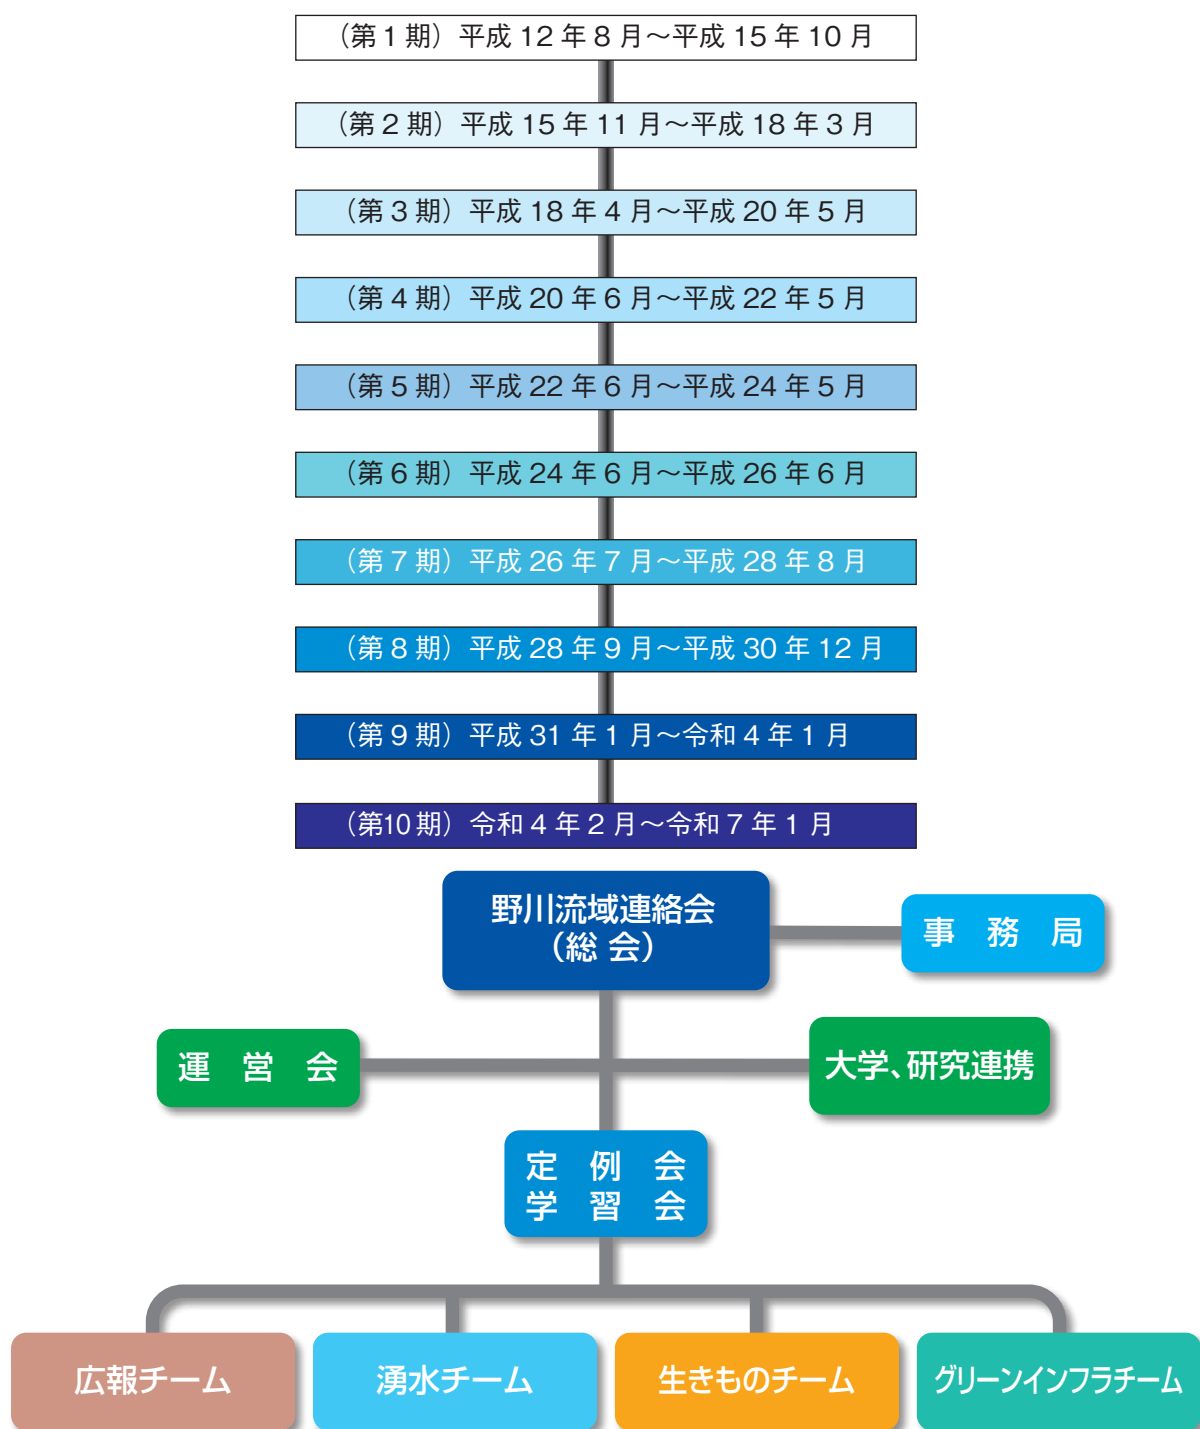 （第１期）平成 12 年 8 月～平成 15 年 10 月
（第２期）平成 15 年 11 月～平成 18 年 3 月
（第３期）平成 18 年 4 月～平成 20 年 5 月
（第４期）平成 20 年 6 月～平成 22 年 5 月
（第５期）平成 22 年 6 月～平成 24 年 5 月
（第６期）平成 24 年 6 月～平成 26 年 6 月
（第７期）平成 26 年 7 月～平成 28 年 8 月
（第８期）平成 28 年 9 月～平成 30 年 12 月
（第９期）平成 31 年 1 月～令和 4 年 1 月
（第10期）令和 4 年 2 月～令和 7 年 1 月
野川流域連絡会
（総 会）
事 務 局
運 営 会
大学、研究連携
定 例 会
学 習 会
広報チーム
湧水チーム
生きものチーム
グリーンインフラチーム